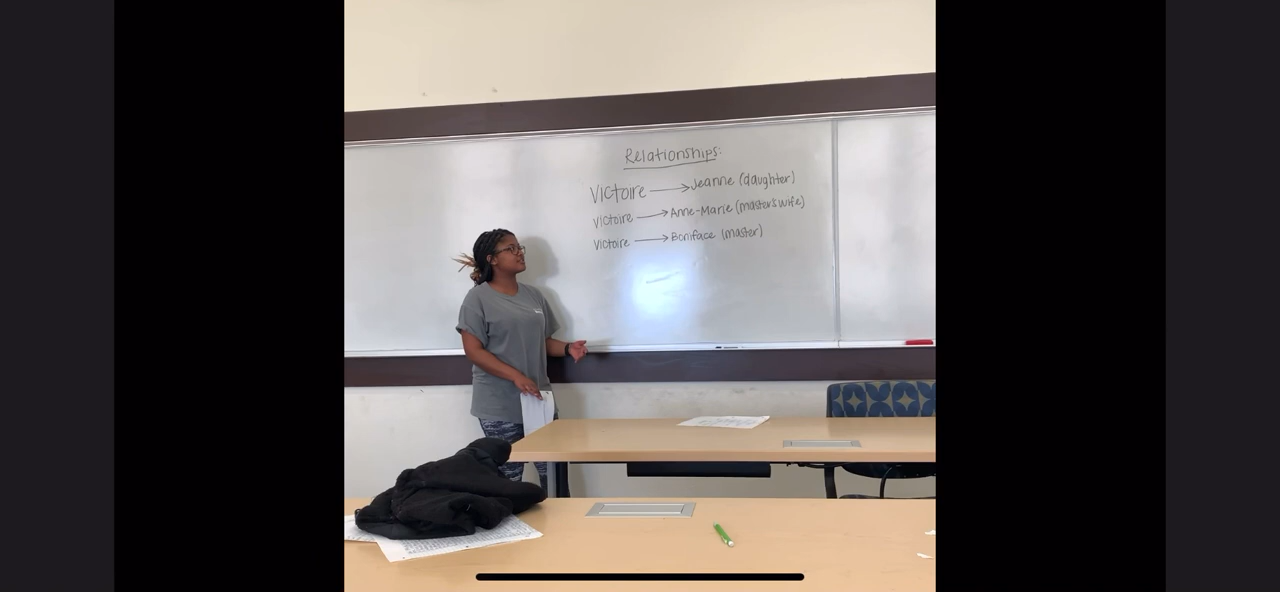 Relationships:
Victoire → Jeanne (daughter)
Victoire → Anne-Marie (master's wife)
Victoire → Boniface (master)